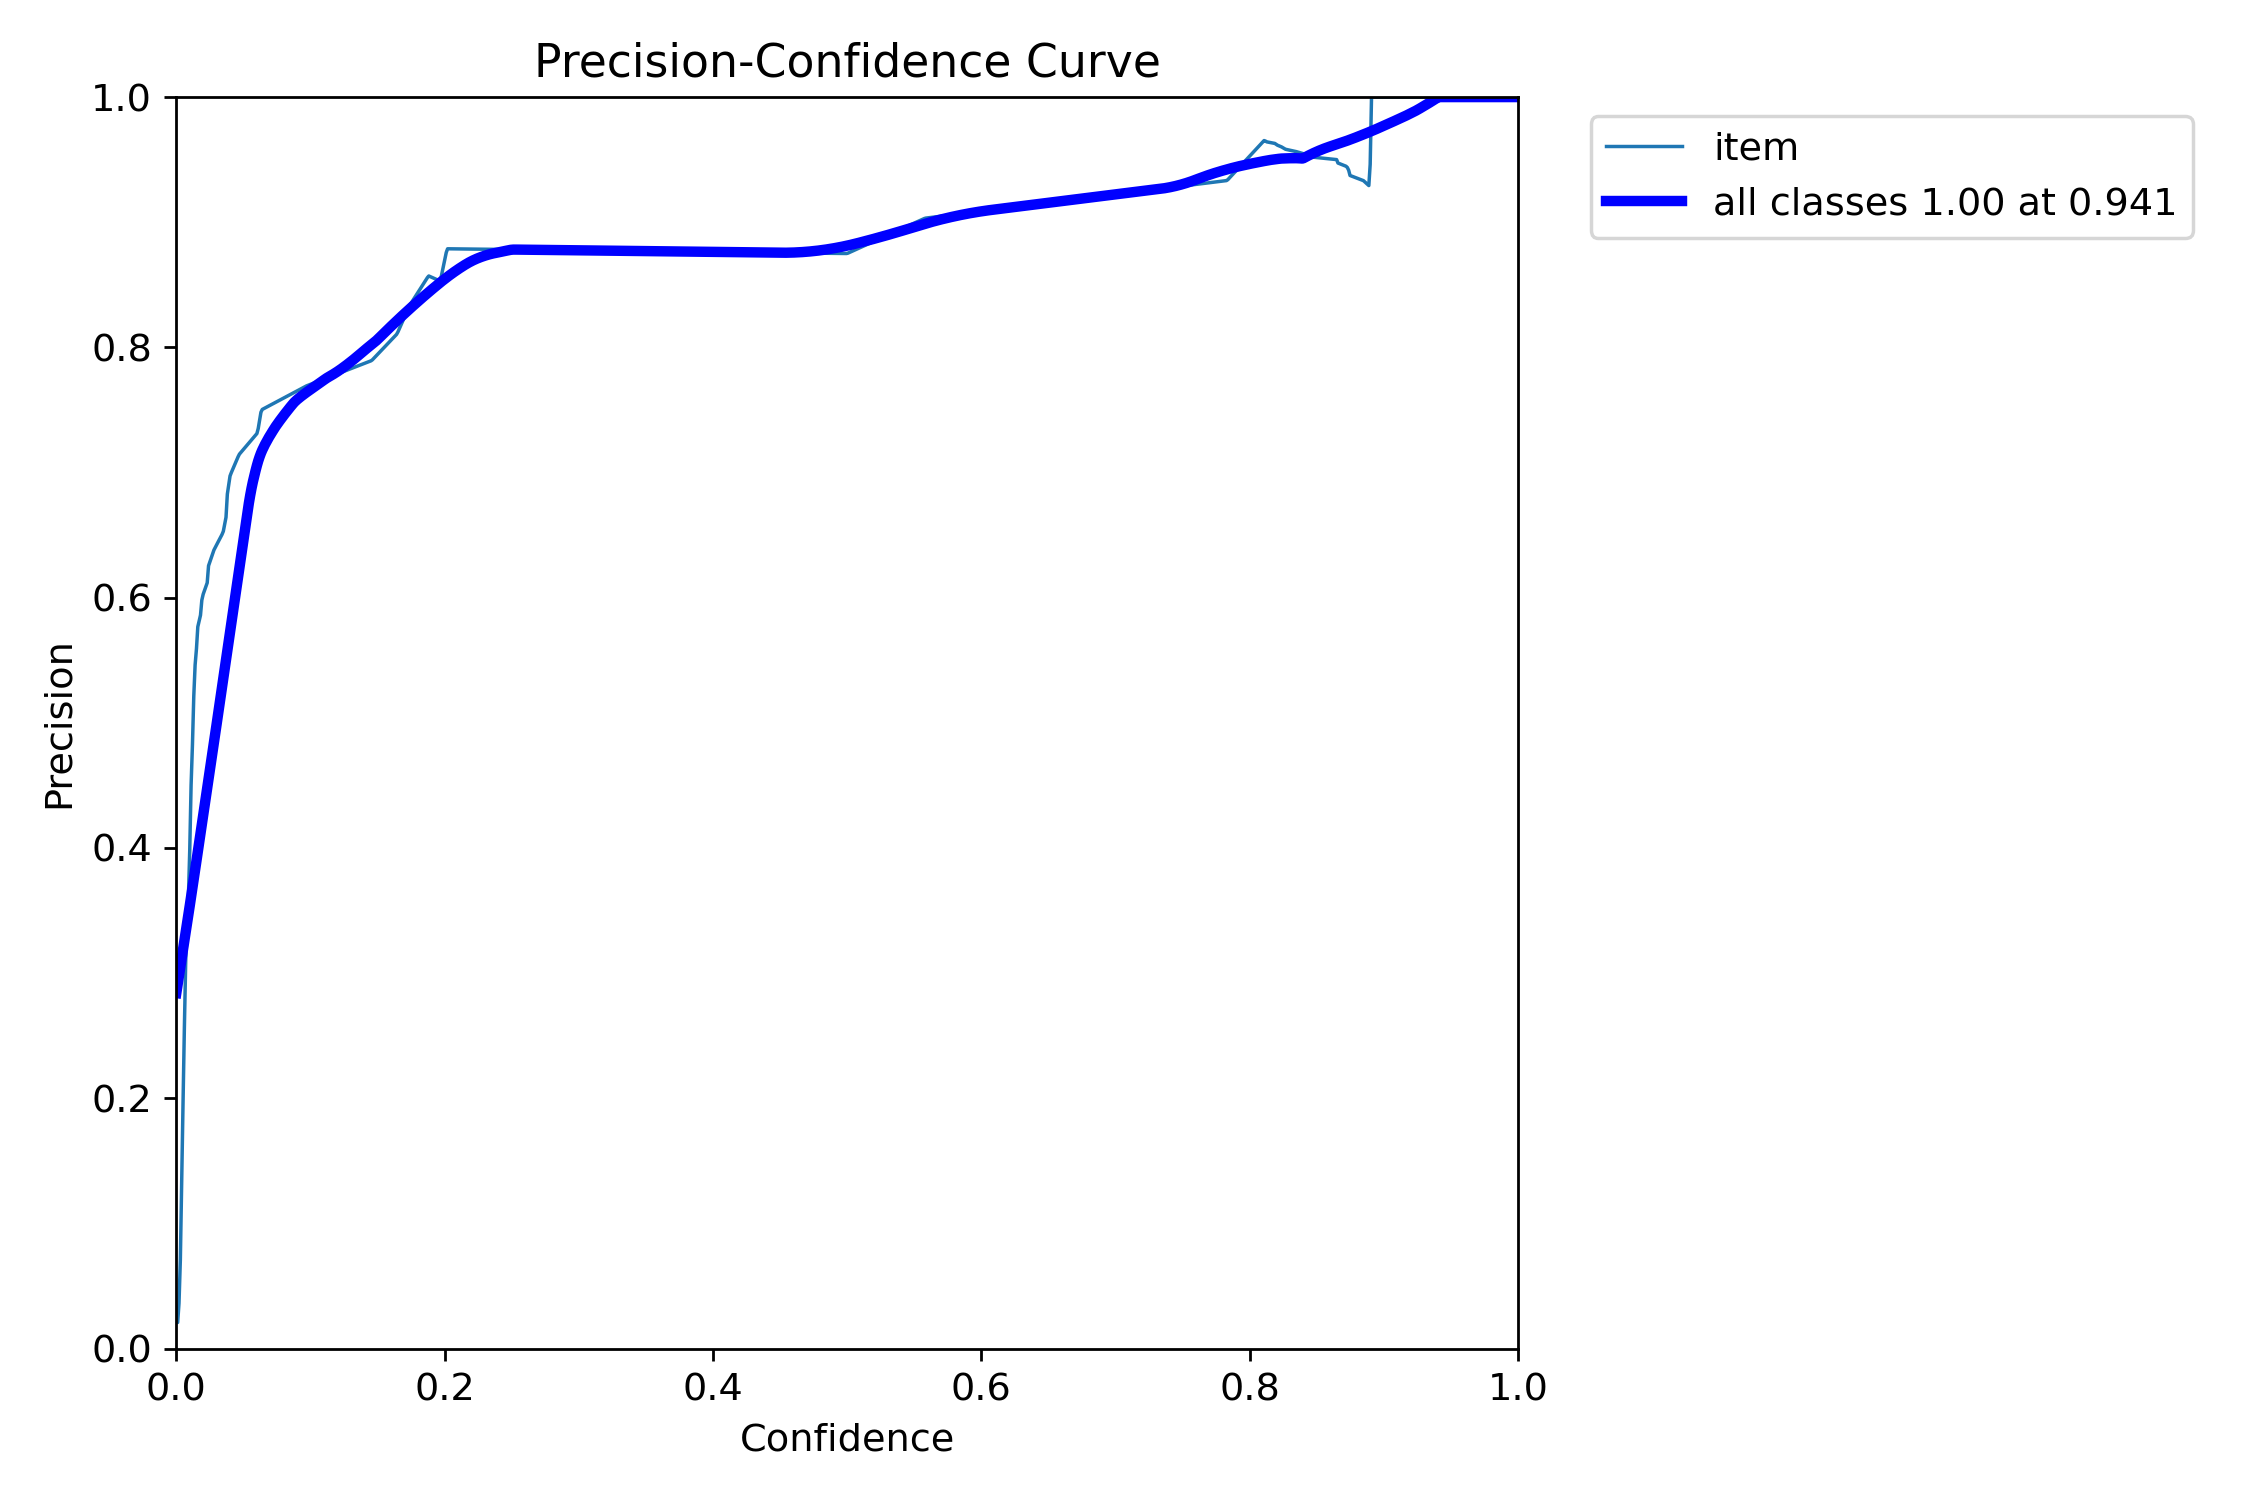 Precision-Confidence Curve
1.0
0.8
0.6
0.4
0.2
0.0
Precision
0.0 0.2 0.4 0.6 0.8 1.0
Confidence
item
all classes 1.00 at 0.941